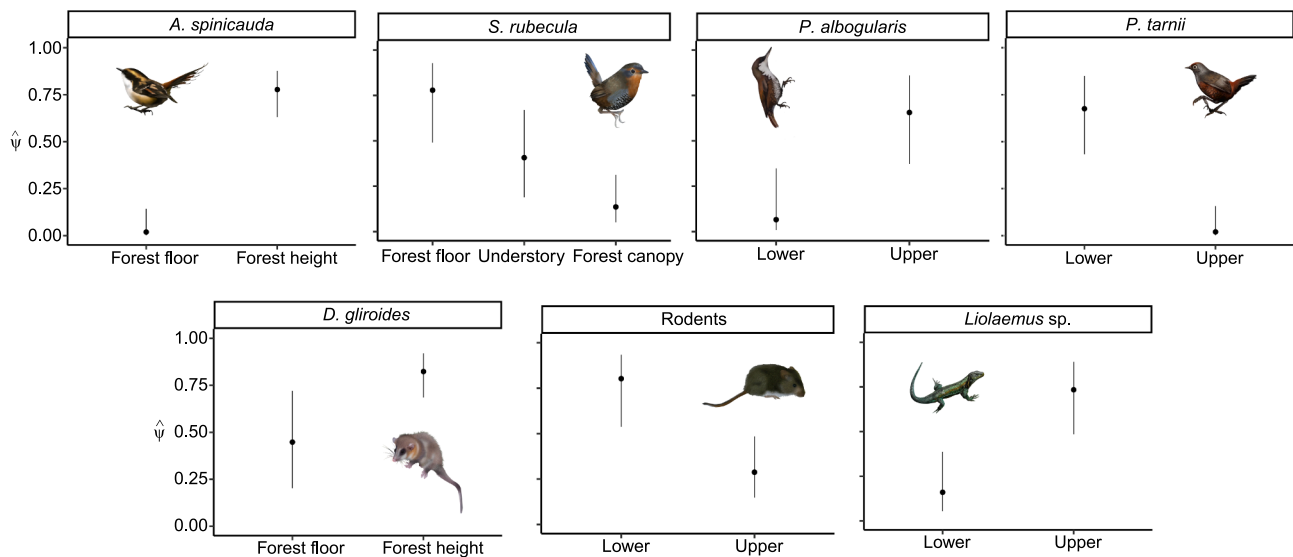 A. spinicauda
S. rubecula
P. albogularis
P. tarnii
1.00
0.75
0.50
0.25
0.00
ψ̂
Forest floor Forest height
Forest floor Understory Forest canopy
Lower Upper
Lower Upper
D. gliroides
Rodents
Liolaemus sp.
1.00
0.75
0.50
0.25
0.00
ψ̂
Forest floor Forest height
Lower Upper
Lower Upper